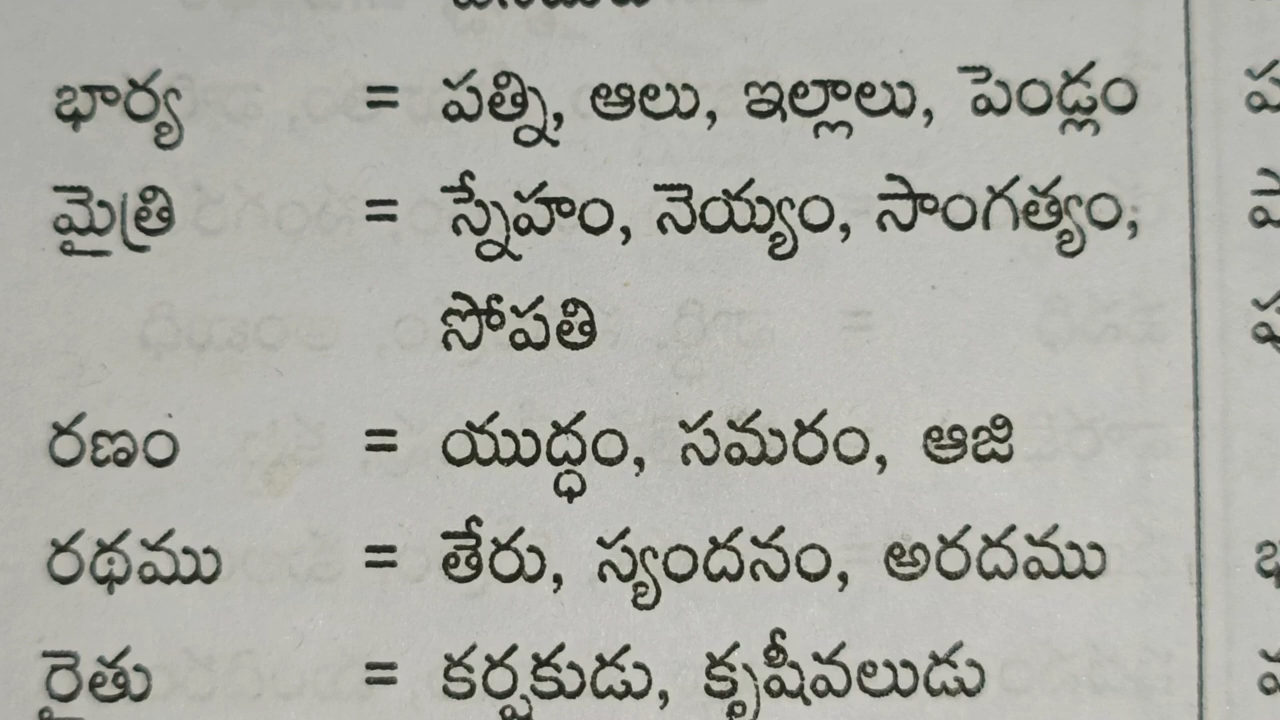 భార్య = పత్ని, ఆలు, ఇల్లాలు, పెండ్లం
మైత్రి = స్నేహం, నెయ్యం, సాంగత్యం,
సోపతి
రణం = యుద్ధం, సమరం, ఆజి
రథము = తేరు, స్యందనం, అరదము
రైతు = కర్షకుడు, కృషీవలుడు